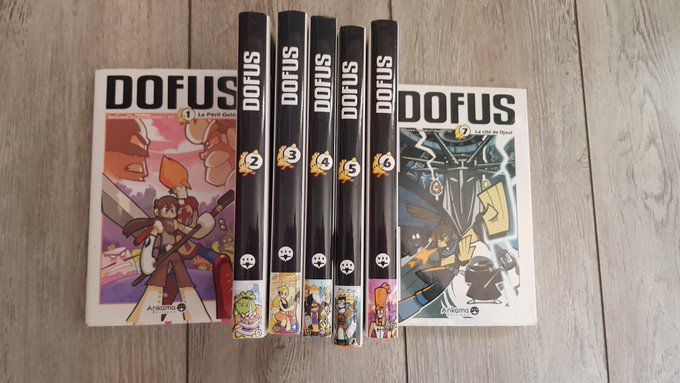 DOFUS
1 Le Péril Gelé
Ankama
DOFUS
2
DOFUS
3
DOFUS
4
DOFUS
5
DOFUS
6
DOFUS
7 La cité de Djaul
Ankama